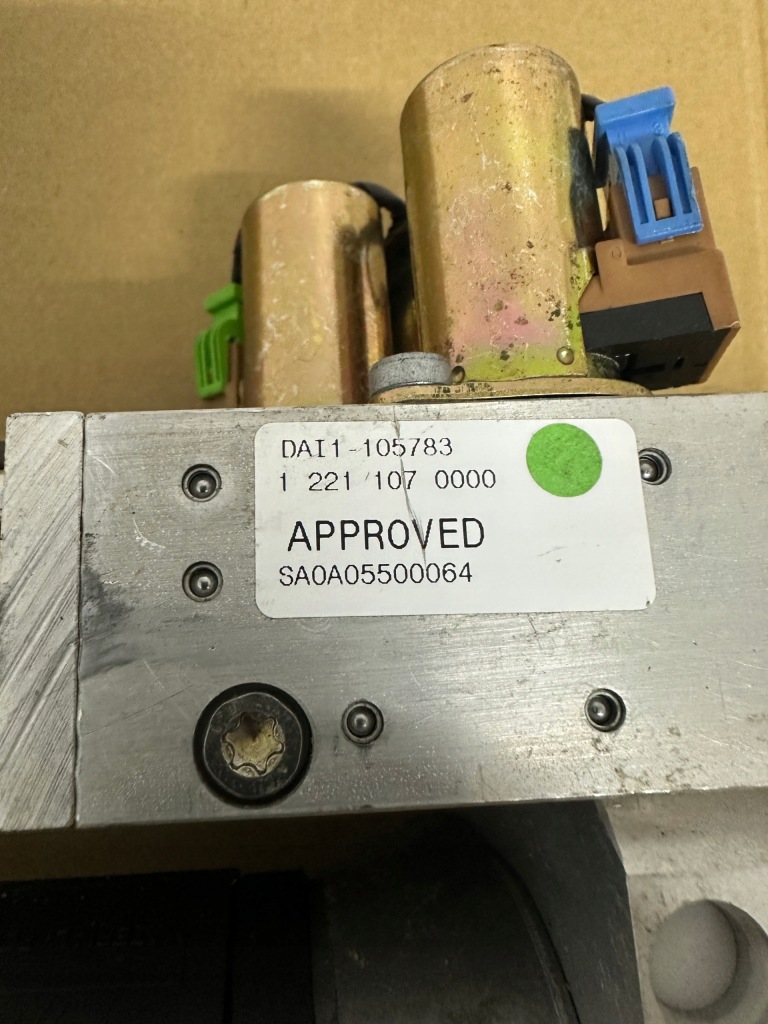 DAI1-105783
1 221 107 0000
APPROVED
SA0A05500064